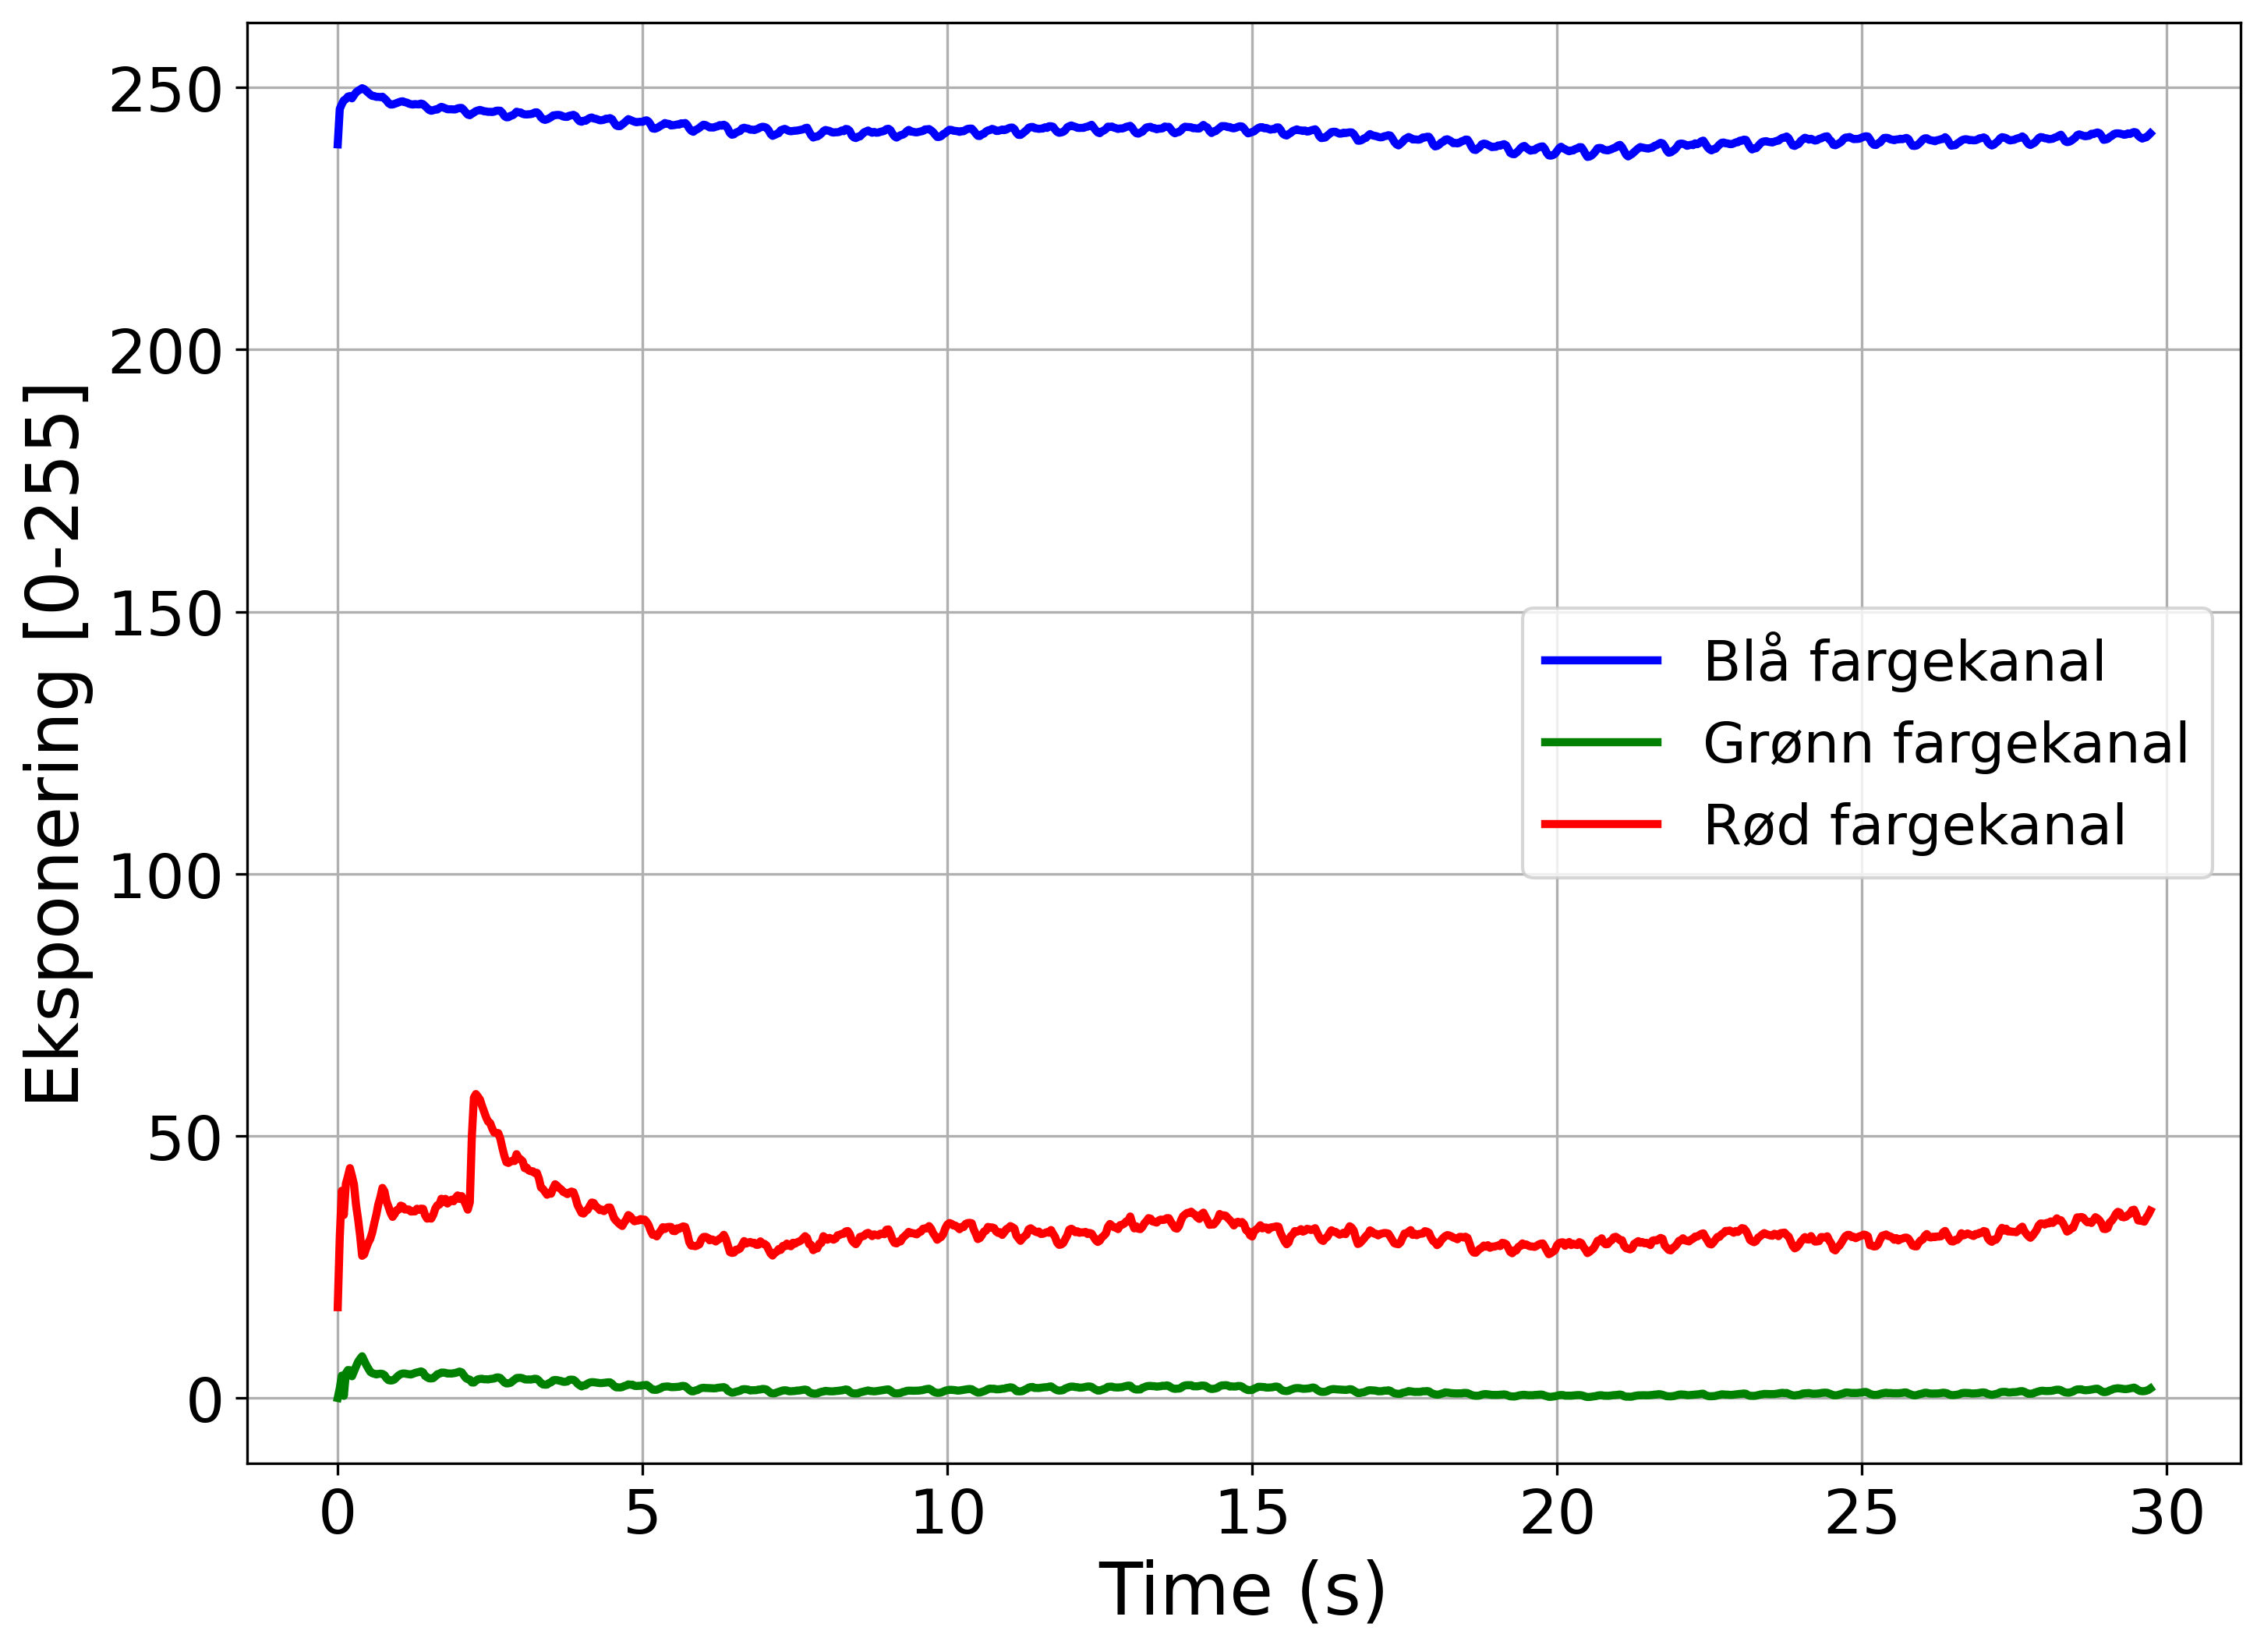 Eksponering [0-255]
250
200
150
100
50
0
Blå fargekanal
Grønn fargekanal
Rød fargekanal
0 5 10 15 20 25 30
Time (s)